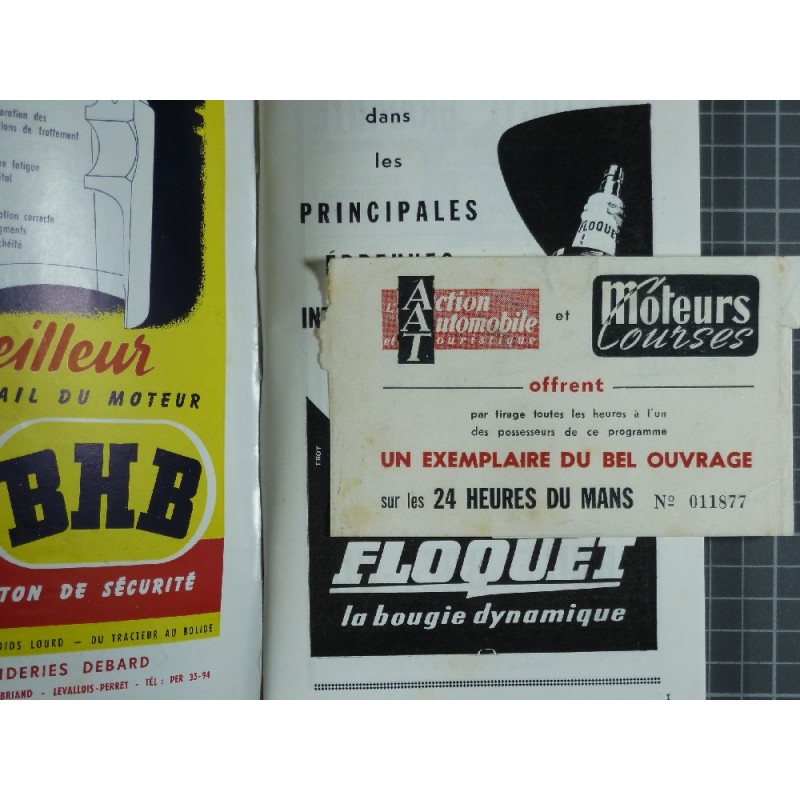 oration des
ions de frottement
re fatigue
ption correcte
gments
chéité
eilleur
AIL DU MOTEUR
BHB
TON DE SÉCURITÉ
OIDS LOURD — DU TRACTEUR AU BOLIDE
NDERIES DEBARD
BRIAND - LEVALLOIS-PERRET - TÉL : PER 35-94
dans
les
PRINCIPALES
FLOQUET
L'Action
Automobile
et Touristique
AAT
et
Moteurs
Courses
offrent
par tirage toutes les heures à l'un
des possesseurs de ce programme
UN EXEMPLAIRE DU BEL OUVRAGE
sur les 24 HEURES DU MANS Nº 011877
FLOQUET
la bougie dynamique